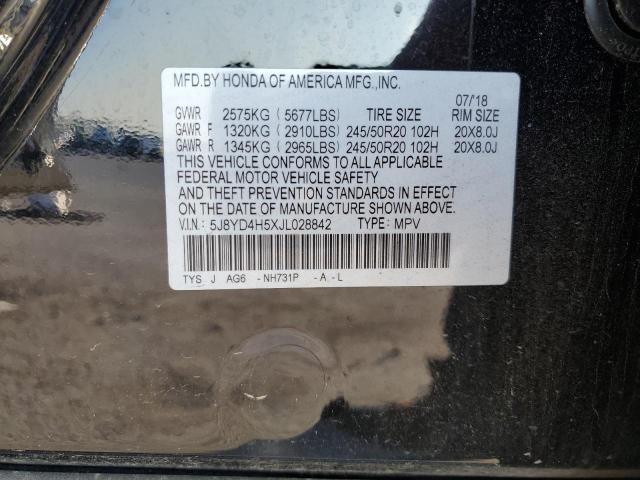 MFD.BY HONDA OF AMERICA MFG.,INC.
07/'18
GVWR 2575KG ( 5677LBS) TIRE SIZE RIM SIZE
GAWR F 1320KG ( 2910LBS) 245/50R20 102H 20X8.0J
GAWR R 1345KG ( 2965LBS) 245/50R20 102H 20X8.0J
THIS VEHICLE CONFORMS TO ALL APPLICABLE
FEDERAL MOTOR VEHICLE SAFETY
AND THEFT PREVENTION STANDARDS IN EFFECT
ON THE DATE OF MANUFACTURE SHOWN ABOVE.
V.I.N: 5J8YD4H5XJL028842 TYPE: MPV
TYS J AG6 -NH731P -A -L